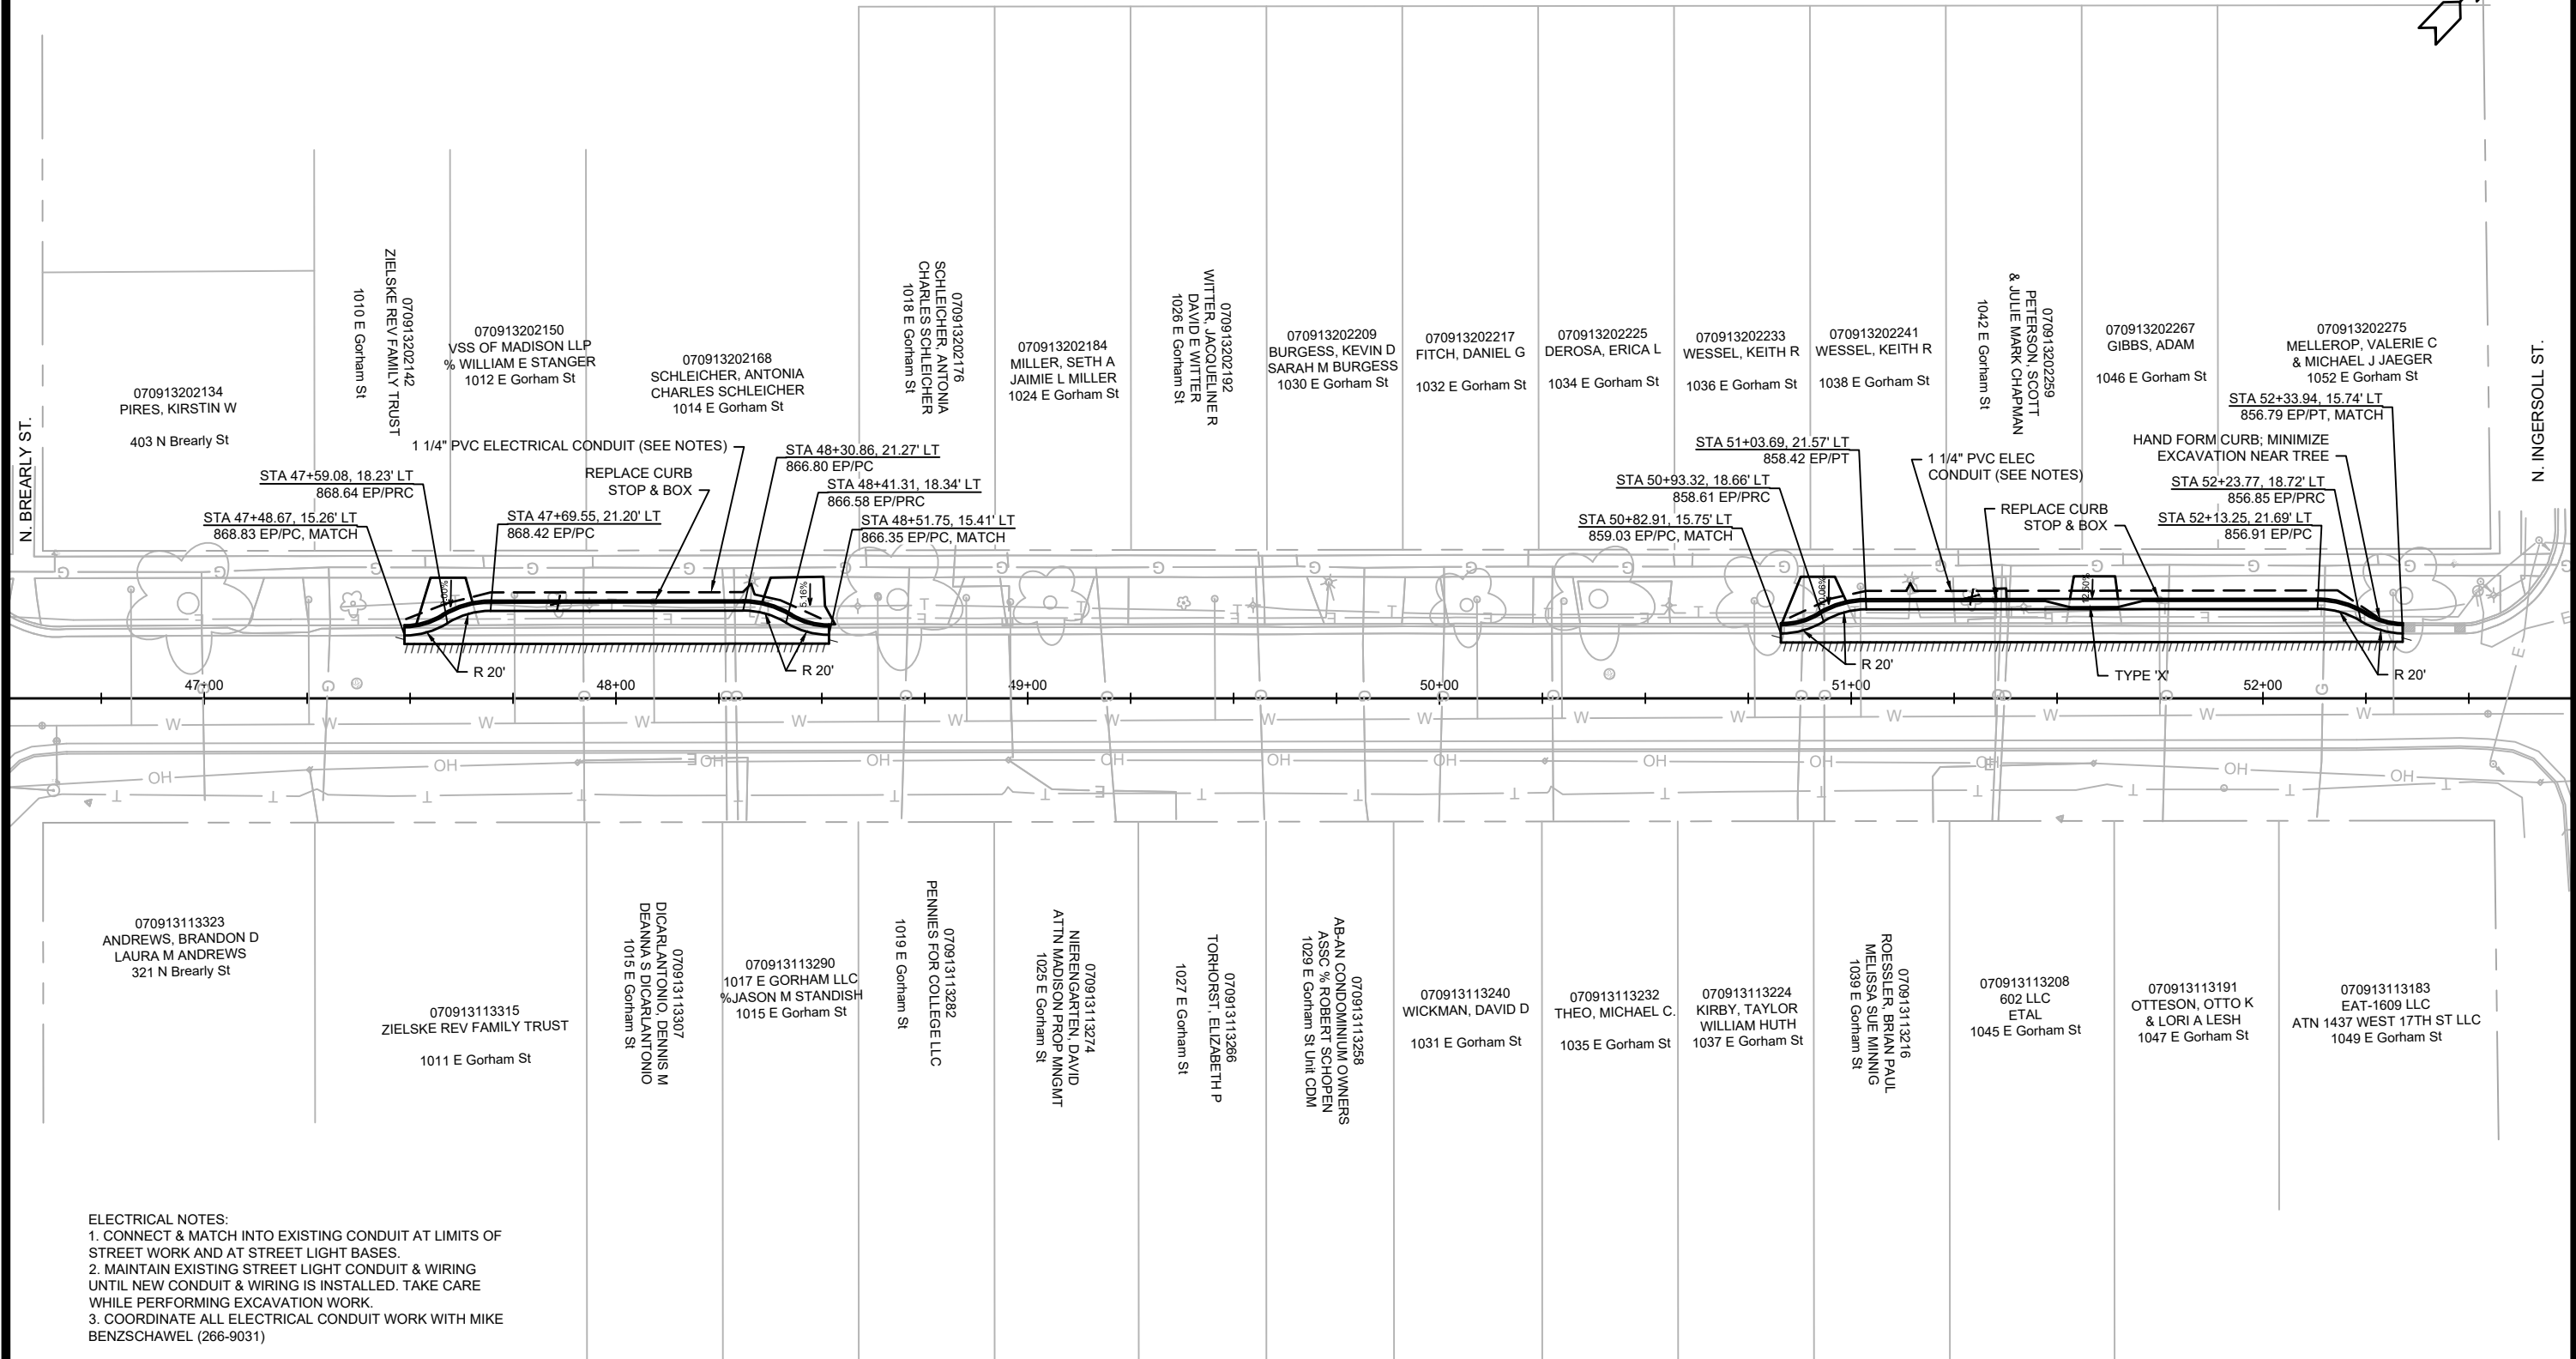 N. BREARLY ST.
070913202134
PIRES, KIRSTIN W
403 N Brearly St
070913202142
ZIELSKE REV FAMILY TRUST
1010 E Gorham St
070913202150
VSS OF MADISON LLP
% WILLIAM E STANGER
1012 E Gorham St
070913202168
SCHLEICHER, ANTONIA
CHARLES SCHLEICHER
1014 E Gorham St
070913202176
SCHLEICHER, ANTONIA
CHARLES SCHLEICHER
1018 E Gorham St
070913202184
MILLER, SETH A
JAIMIE L MILLER
1024 E Gorham St
070913202192
WITTER, JACQUELINE R
DAVID E WITTER
1026 E Gorham St
070913202209
BURGESS, KEVIN D
SARAH M BURGESS
1030 E Gorham St
070913202217
FITCH, DANIEL G
1032 E Gorham St
070913202225
DEROSA, ERICA L
1034 E Gorham St
070913202233
WESSEL, KEITH R
1036 E Gorham St
070913202241
WESSEL, KEITH R
1038 E Gorham St
070913202259
PETERSON, SCOTT
& JULIE MARK CHAPMAN
1042 E Gorham St
070913202267
GIBBS, ADAM
1046 E Gorham St
070913202275
MELLEROP, VALERIE C
& MICHAEL J JAEGER
1052 E Gorham St
N. INGERSOLL ST.
STA 47+59.08, 18.23' LT
868.64 EP/PRC
STA 47+48.67, 15.26' LT
868.83 EP/PC, MATCH
1 1/4" PVC ELECTRICAL CONDUIT (SEE NOTES)
REPLACE CURB
STOP & BOX
STA 47+69.55, 21.20' LT
868.42 EP/PC
STA 48+30.86, 21.27' LT
866.80 EP/PC
STA 48+41.31, 18.34' LT
866.58 EP/PRC
STA 48+51.75, 15.41' LT
866.35 EP/PC, MATCH
STA 51+03.69, 21.57' LT
858.42 EP/PT
STA 50+93.32, 18.66' LT
858.61 EP/PRC
STA 50+82.91, 15.75' LT
859.03 EP/PC, MATCH
1 1/4" PVC ELEC
CONDUIT (SEE NOTES)
REPLACE CURB
STOP & BOX
STA 52+33.94, 15.74' LT
856.79 EP/PT, MATCH
HAND FORM CURB; MINIMIZE
EXCAVATION NEAR TREE
STA 52+23.77, 18.72' LT
856.85 EP/PRC
STA 52+13.25, 21.69' LT
856.91 EP/PC
5.16%
R 20'
R 20'
R 20'
TYPE 'X'
R 20'
47+00
48+00
49+00
50+00
51+00
52+00
070913113323
ANDREWS, BRANDON D
LAURA M ANDREWS
321 N Brearly St
070913113315
ZIELSKE REV FAMILY TRUST
1011 E Gorham St
070913113307
DICARLANTONIO, DENNIS M
DEANNA S DICARLANTONIO
1015 E Gorham St
070913113290
1017 E GORHAM LLC
%JASON M STANDISH
1015 E Gorham St
070913113282
PENNIES FOR COLLEGE LLC
1019 E Gorham St
070913113274
NIERENGARTEN, DAVID
ATTN MADISON PROP MNGMT
1025 E Gorham St
070913113266
TORHORST, ELIZABETH P
1027 E Gorham St
070913113258
AB-AN CONDOMINIUM OWNERS
ASSC % ROBERT SCHOPEN
1029 E Gorham St Unit CDM
070913113240
WICKMAN, DAVID D
1031 E Gorham St
070913113232
THEO, MICHAEL C.
1035 E Gorham St
070913113224
KIRBY, TAYLOR
WILLIAM HUTH
1037 E Gorham St
070913113216
ROESSLER, BRIAN PAUL
MELISSA SUE MINNIG
1039 E Gorham St
070913113208
602 LLC
ETAL
1045 E Gorham St
070913113191
OTTESON, OTTO K
& LORI A LESH
1047 E Gorham St
070913113183
EAT-1609 LLC
ATN 1437 WEST 17TH ST LLC
1049 E Gorham St
ELECTRICAL NOTES:
1. CONNECT & MATCH INTO EXISTING CONDUIT AT LIMITS OF
STREET WORK AND AT STREET LIGHT BASES.
2. MAINTAIN EXISTING STREET LIGHT CONDUIT & WIRING
UNTIL NEW CONDUIT & WIRING IS INSTALLED. TAKE CARE
WHILE PERFORMING EXCAVATION WORK.
3. COORDINATE ALL ELECTRICAL CONDUIT WORK WITH MIKE
BENZSCHAWEL (266-9031)